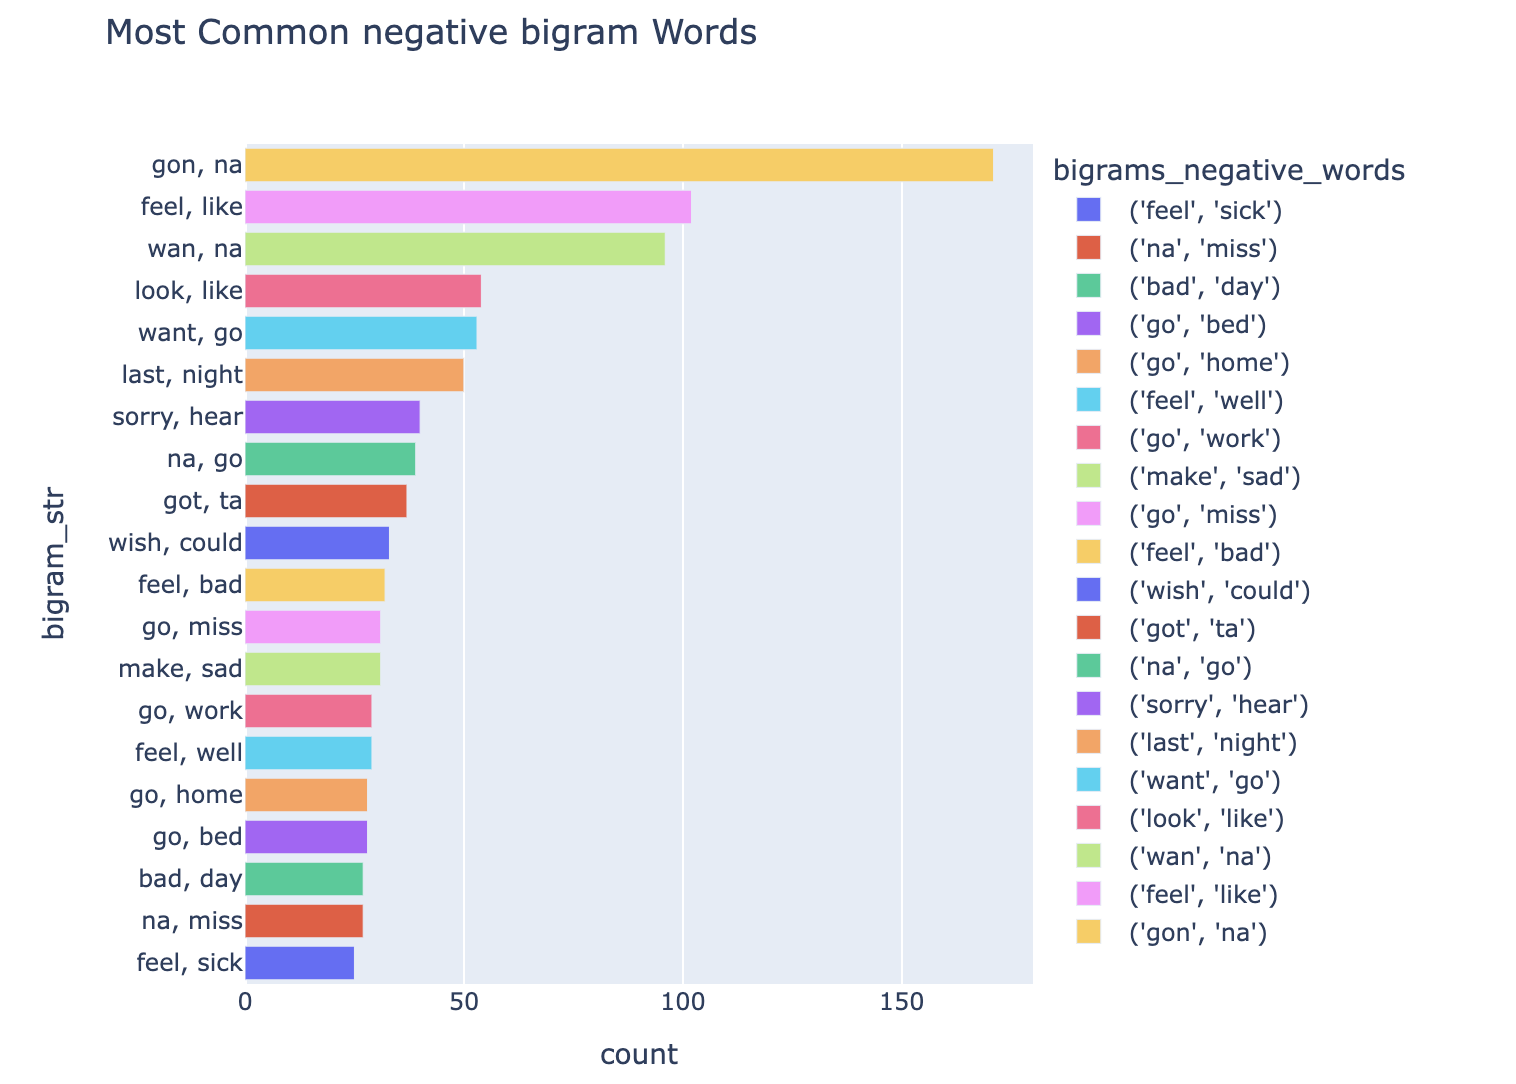 Most Common negative bigram Words
gon, na
feel, like
wan, na
look, like
want, go
last, night
sorry, hear
na, go
got, ta
wish, could
feel, bad
go, miss
make, sad
go, work
feel, well
go, home
go, bed
bad, day
na, miss
feel, sick
bigram_str
0 50 100 150
count
bigrams_negative_words
('feel', 'sick')
('na', 'miss')
('bad', 'day')
('go', 'bed')
('go', 'home')
('feel', 'well')
('go', 'work')
('make', 'sad')
('go', 'miss')
('feel', 'bad')
('wish', 'could')
('got', 'ta')
('na', 'go')
('sorry', 'hear')
('last', 'night')
('want', 'go')
('look', 'like')
('wan', 'na')
('feel', 'like')
('gon', 'na')